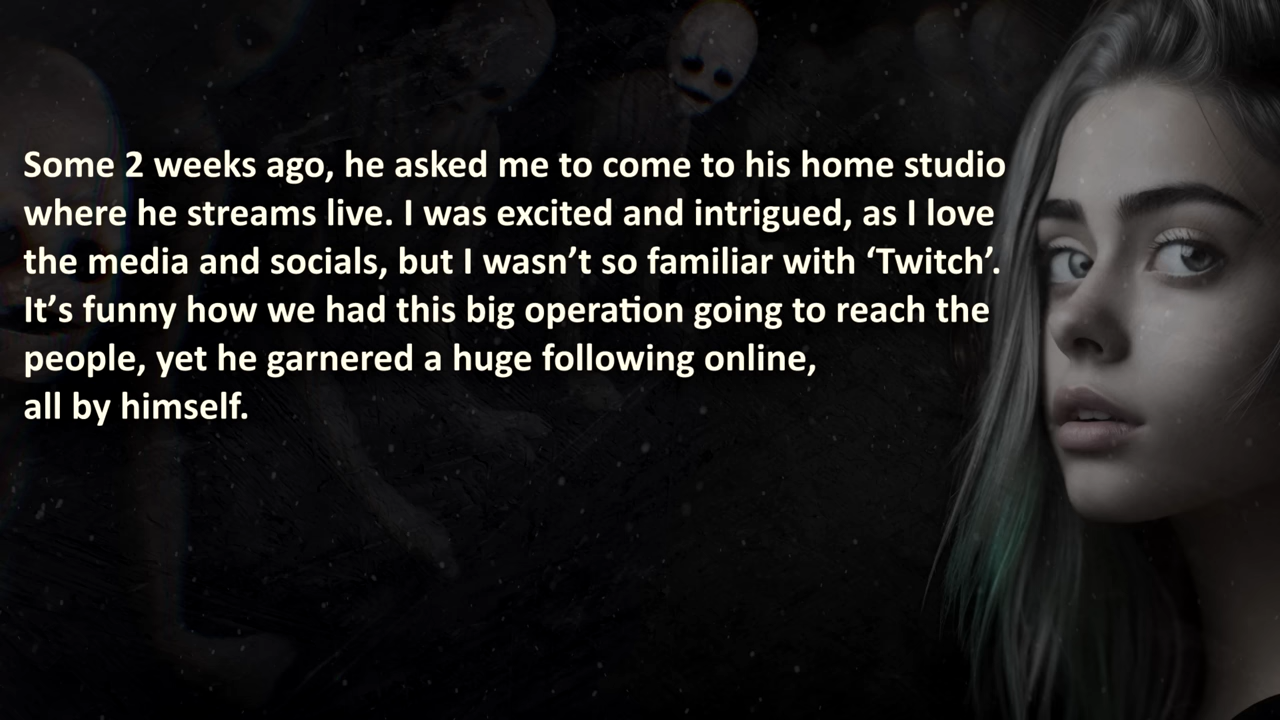 Some 2 weeks ago, he asked me to come to his home studio
where he streams live. I was excited and intrigued, as I love
the media and socials, but I wasn’t so familiar with ‘Twitch’.
It’s funny how we had this big operation going to reach the
people, yet he garnered a huge following online,
all by himself.